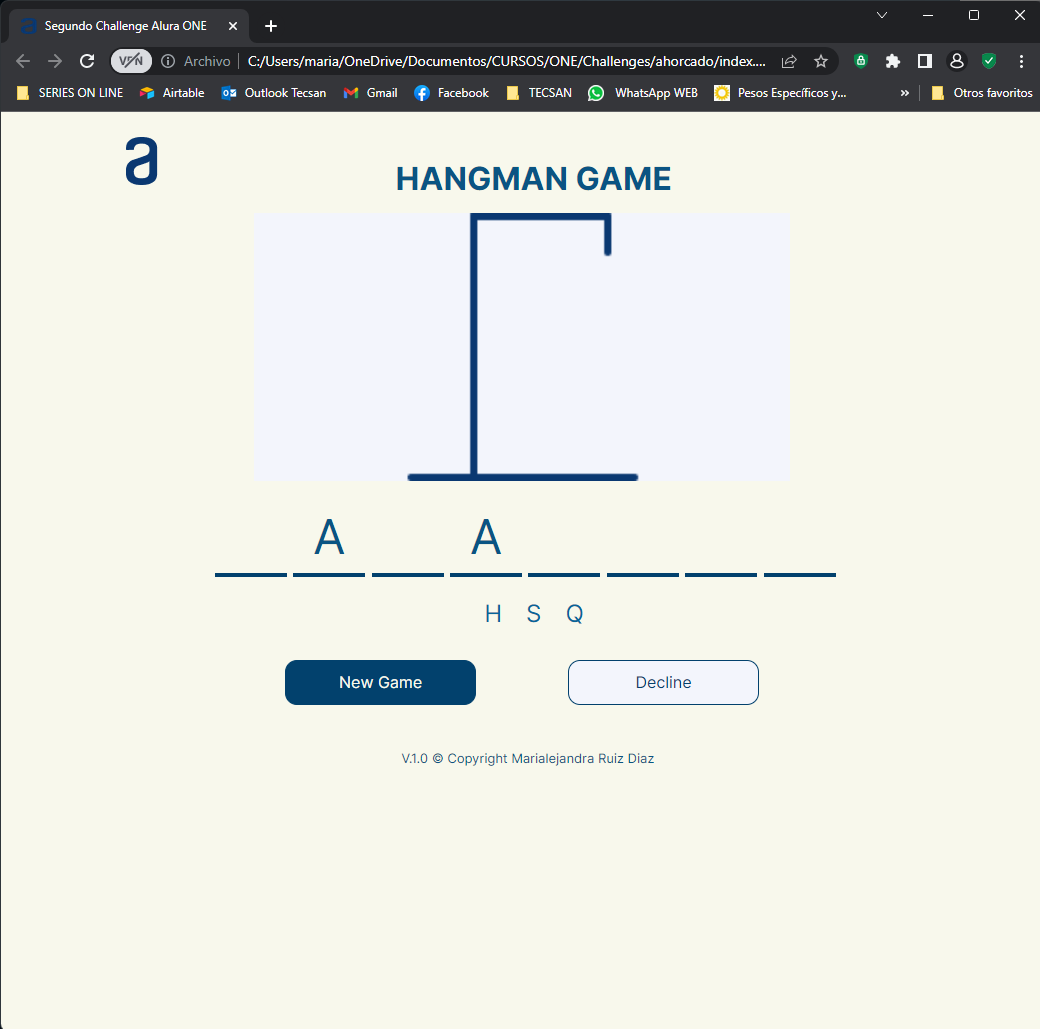 Segundo Challenge Alura ONE
VPN Archivo C:/Users/maria/OneDrive/Documentos/CURSOS/ONE/Challenges/ahorcado/index....
SERIES ON LINE Airtable Outlook Tecsan Gmail Facebook TECSAN WhatsApp WEB Pesos Específicos y... » Otros favoritos
a
HANGMAN GAME
A A
H S Q
New Game Decline
V.1.0 © Copyright Marialejandra Ruiz Diaz